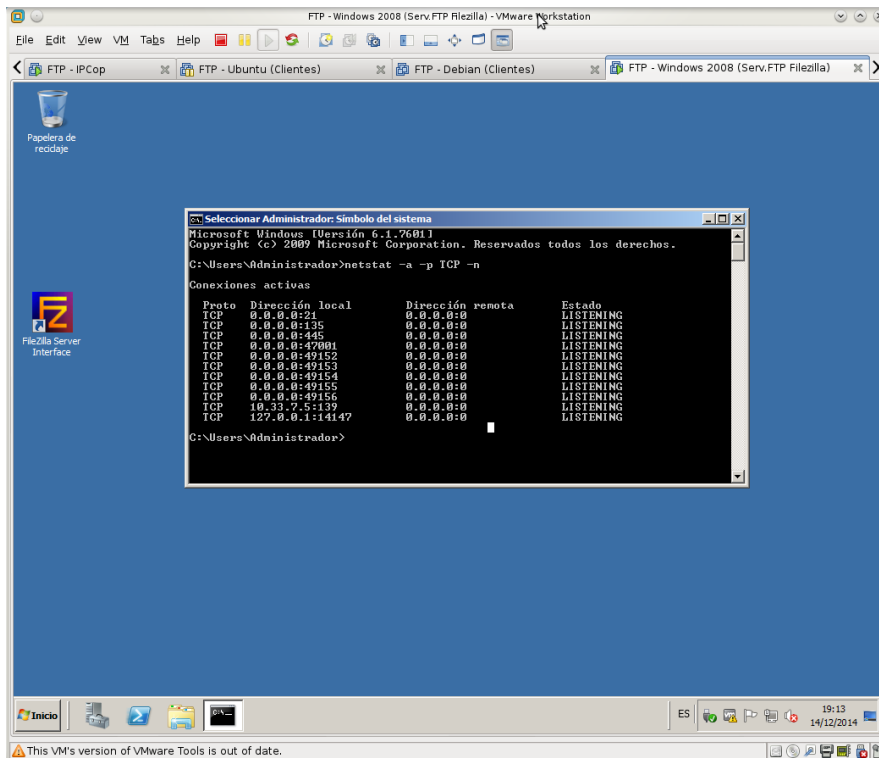 FTP - Windows 2008 (Serv.FTP Filezilla) - VMware Workstation
File Edit View VM Tabs Help
FTP - IPCop
FTP - Ubuntu (Clientes)
FTP - Debian (Clientes)
FTP - Windows 2008 (Serv.FTP Filezilla)
Papelera de
reciclaje
Seleccionar Administrador: Símbolo del sistema
Microsoft Windows [Versión 6.1.7601]
Copyright (c) 2009 Microsoft Corporation. Reservados todos los derechos.
C:\Users\Administrador>netstat -a -p TCP -n
Conexiones activas
Proto Dirección local Dirección remota Estado
TCP 0.0.0.0:21 0.0.0.0:0 LISTENING
TCP 0.0.0.0:135 0.0.0.0:0 LISTENING
TCP 0.0.0.0:445 0.0.0.0:0 LISTENING
TCP 0.0.0.0:47001 0.0.0.0:0 LISTENING
TCP 0.0.0.0:49152 0.0.0.0:0 LISTENING
TCP 0.0.0.0:49153 0.0.0.0:0 LISTENING
TCP 0.0.0.0:49154 0.0.0.0:0 LISTENING
TCP 0.0.0.0:49155 0.0.0.0:0 LISTENING
TCP 0.0.0.0:49156 0.0.0.0:0 LISTENING
TCP 10.33.7.5:139 0.0.0.0:0 LISTENING
TCP 127.0.0.1:14147 0.0.0.0:0 LISTENING
C:\Users\Administrador>
FileZilla Server
Interface
Inicio
ES
19:13
14/12/2014
This VM's version of VMware Tools is out of date.